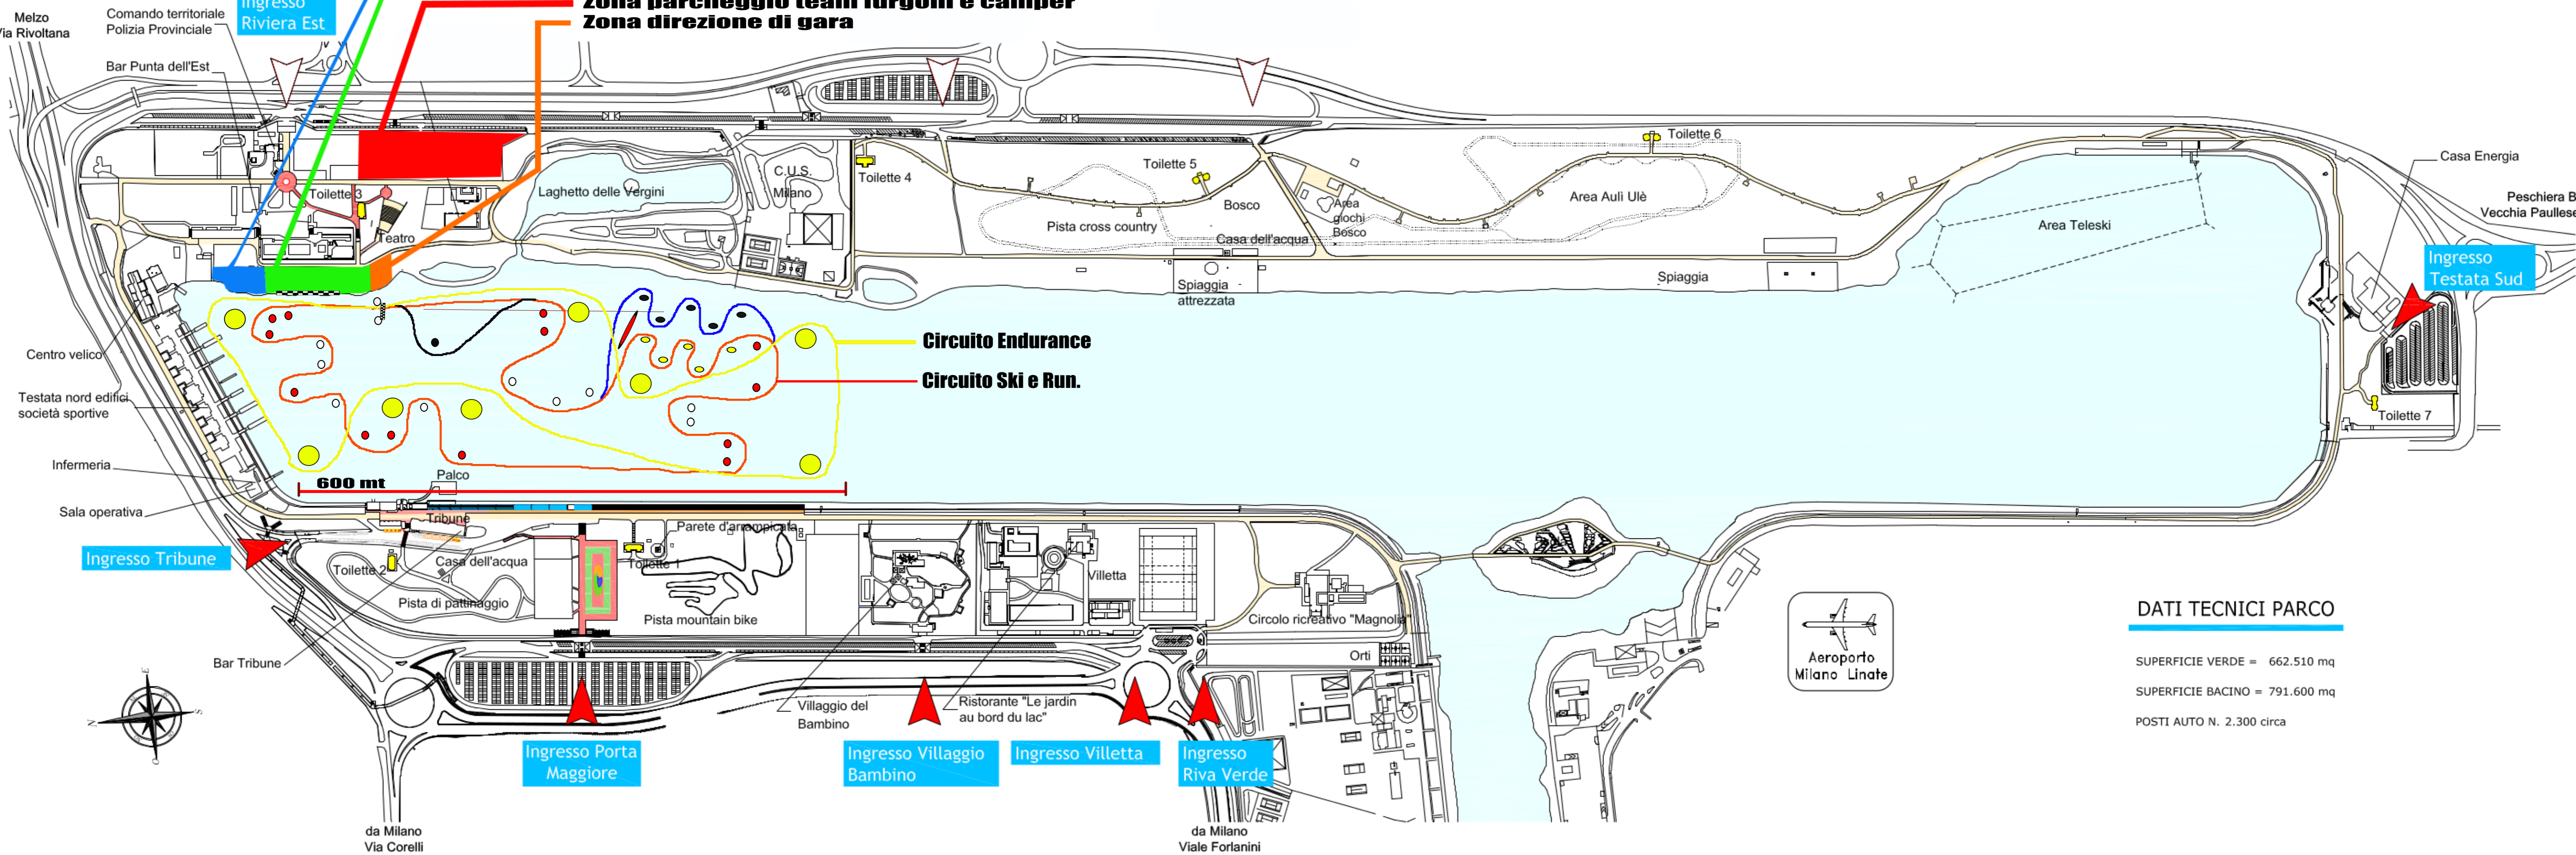 Zona parcheggio team furgoni e camper
Zona direzione di gara
Melzo
Via Rivoltana
Comando territoriale
Polizia Provinciale
Ingresso
Riviera Est
Bar Punta dell'Est
Toilette 3
Teatro
Laghetto delle Vergini
C.U.S.
Milano
Toilette 4
Toilette 5
Bosco
Pista cross country
Casa dell'acqua
Area
giochi
Bosco
Toilette 6
Area Aulì Ulè
Spiaggia
attrezzata
Spiaggia
Area Teleski
Casa Energia
Peschiera B
Vecchia Paullese
Ingresso
Testata Sud
Toilette 7
Centro velico
Testata nord edifici
società sportive
Infermeria
Sala operativa
Circuito Endurance
Circuito Ski e Run.
600 mt
Palco
Tribune
Ingresso Tribune
Toilette 2
Casa dell'acqua
Pista di pattinaggio
Bar Tribune
Parete d'arrampicata
Toilette 1
Pista mountain bike
Villetta
Circolo ricreativo "Magnolia"
Orti
Villaggio del
Bambino
Ristorante "Le jardin
au bord du lac"
Ingresso Porta
Maggiore
Ingresso Villaggio
Bambino
Ingresso Villetta
Ingresso
Riva Verde
da Milano
Via Corelli
da Milano
Viale Forlanini
Aeroporto
Milano Linate
DATI TECNICI PARCO
SUPERFICIE VERDE = 662.510 mq
SUPERFICIE BACINO = 791.600 mq
POSTI AUTO N. 2.300 circa
N
E
S
O